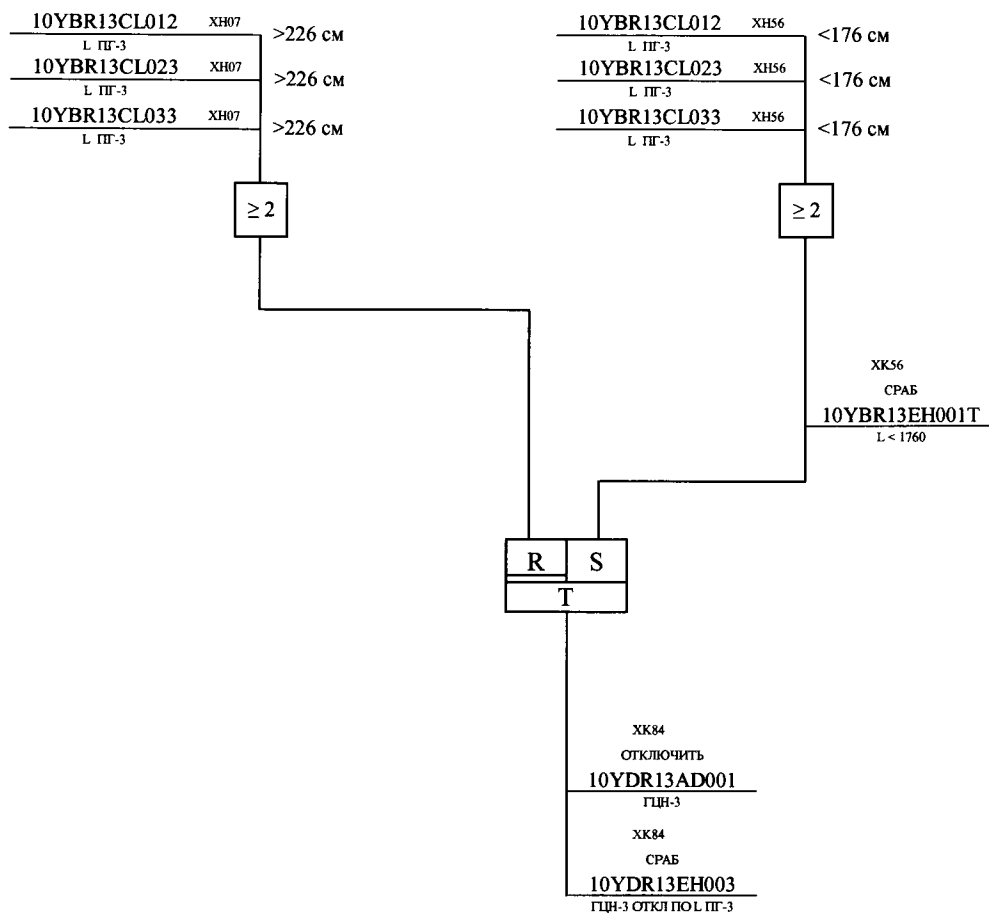 10YBR13CL012 XH07 >226 см
L ПГ-3
10YBR13CL023 XH07 >226 см
L ПГ-3
10YBR13CL033 XH07 >226 см
L ПГ-3
≥ 2
10YBR13CL012 XH56 <176 см
L ПГ-3
10YBR13CL023 XH56 <176 см
L ПГ-3
10YBR13CL033 XH56 <176 см
L ПГ-3
≥ 2
XK56
СРАБ
10YBR13EH001T
L < 1760
R S
T
XK84
ОТКЛЮЧИТЬ
10YDR13AD001
ГЦН-3
XK84
СРАБ
10YDR13EH003
ГЦН-3 ОТКЛ ПО L ПГ-3